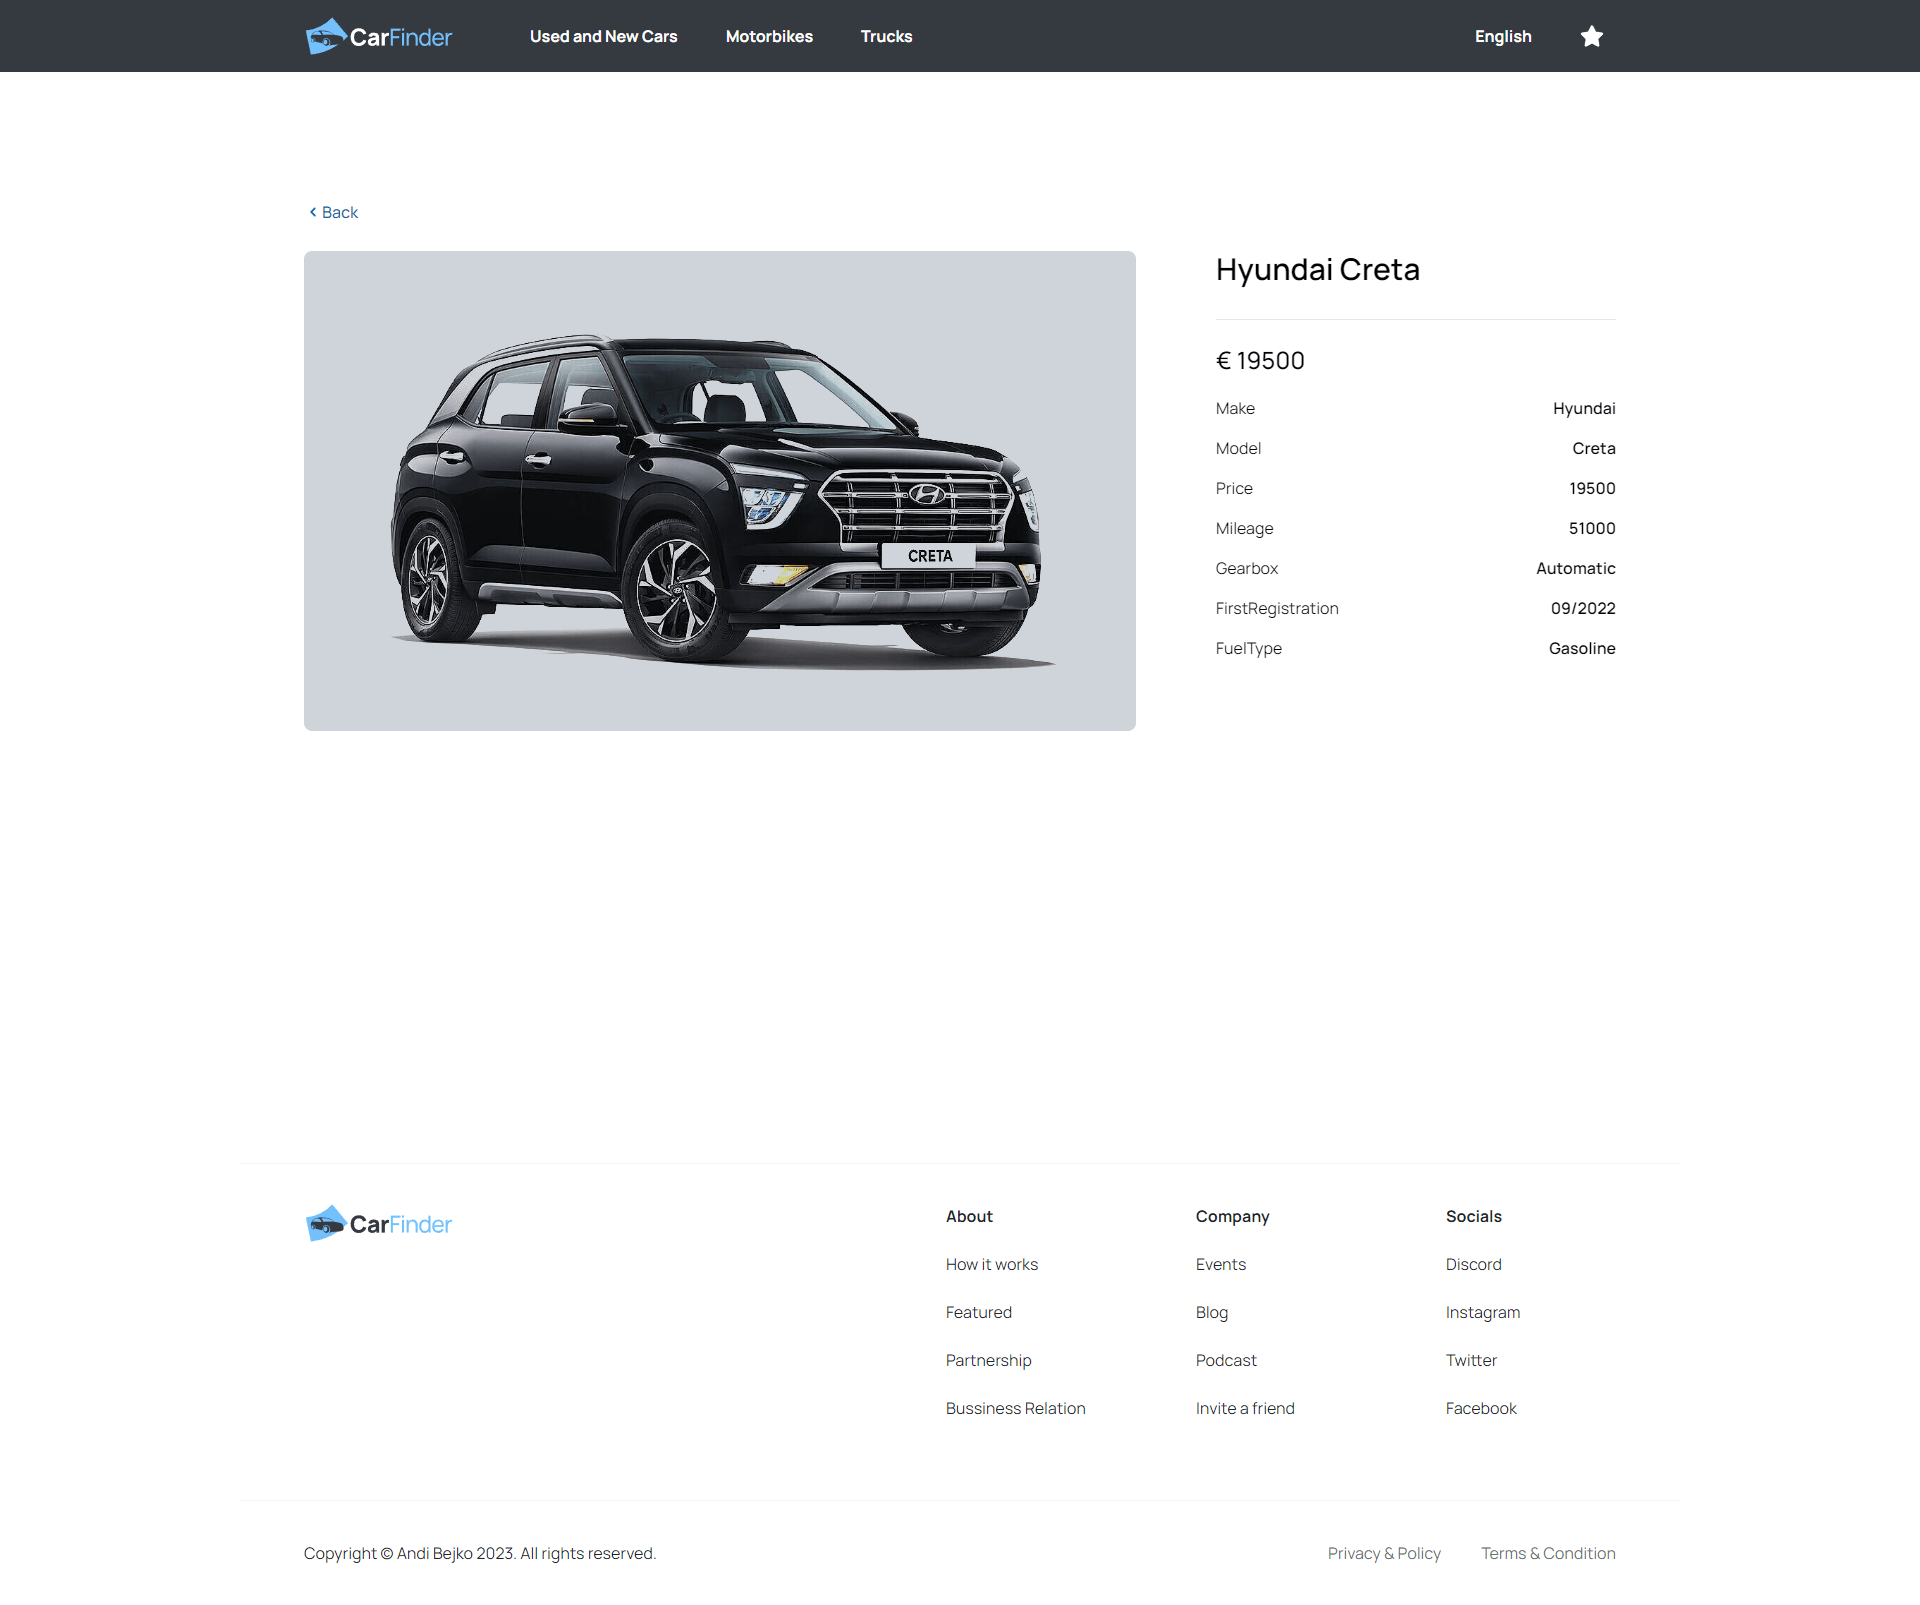 CarFinder
Used and New Cars
Motorbikes
Trucks
English
Back
CRETA
Hyundai Creta
€ 19500
Make Hyundai
Model Creta
Price 19500
Mileage 51000
Gearbox Automatic
FirstRegistration 09/2022
FuelType Gasoline
CarFinder
About
How it works
Featured
Partnership
Bussiness Relation
Company
Events
Blog
Podcast
Invite a friend
Socials
Discord
Instagram
Twitter
Facebook
Copyright © Andi Bejko 2023. All rights reserved.
Privacy & Policy
Terms & Condition